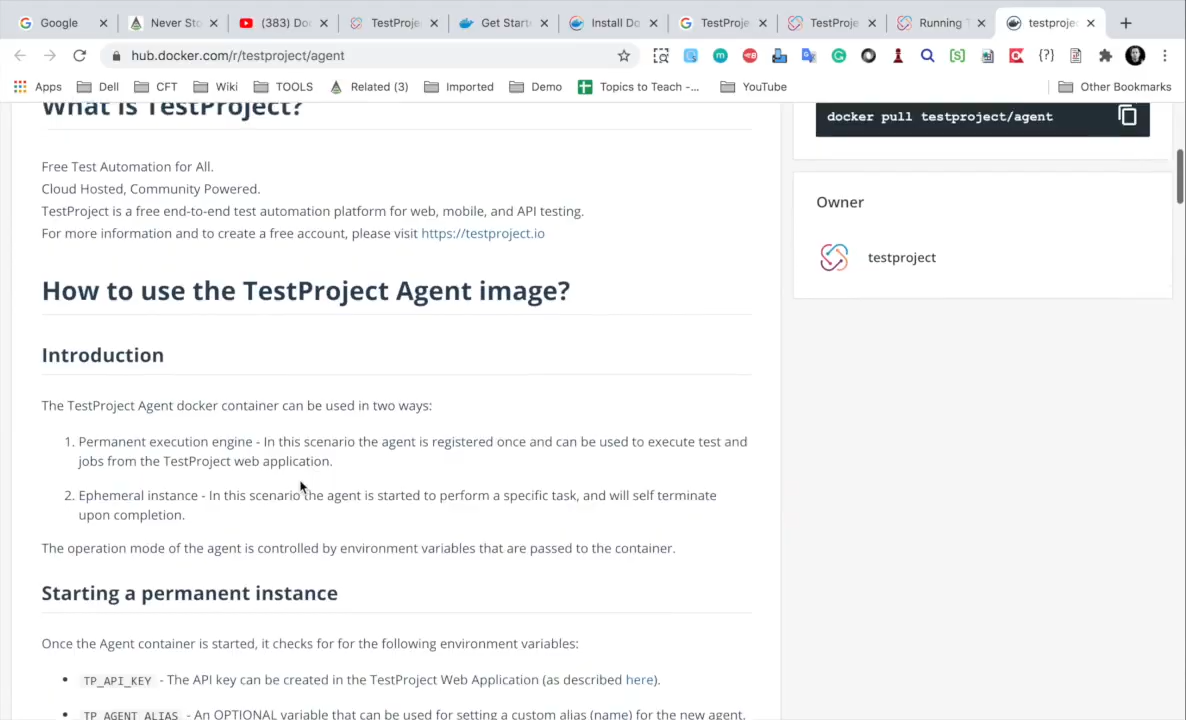 Google
Never Sto
(383) Do
TestProje
Get Start
Install Do
TestProje
TestProje
Running T
testproje
hub.docker.com/r/testproject/agent
Apps
Dell
CFT
Wiki
TOOLS
Related (3)
Imported
Demo
Topics to Teach -...
YouTube
Other Bookmarks
What is TestProject?
docker pull testproject/agent
Free Test Automation for All.
Cloud Hosted, Community Powered.
TestProject is a free end-to-end test automation platform for web, mobile, and API testing.
For more information and to create a free account, please visit https://testproject.io
Owner
testproject
How to use the TestProject Agent image?
Introduction
The TestProject Agent docker container can be used in two ways:
1. Permanent execution engine - In this scenario the agent is registered once and can be used to execute test and
jobs from the TestProject web application.
2. Ephemeral instance - In this scenario the agent is started to perform a specific task, and will self terminate
upon completion.
The operation mode of the agent is controlled by environment variables that are passed to the container.
Starting a permanent instance
Once the Agent container is started, it checks for for the following environment variables:
• TP_API_KEY - The API key can be created in the TestProject Web Application (as described here).
• TP_AGENT_ALIAS - An OPTIONAL variable that can be used for setting a custom alias (name) for the new agent.